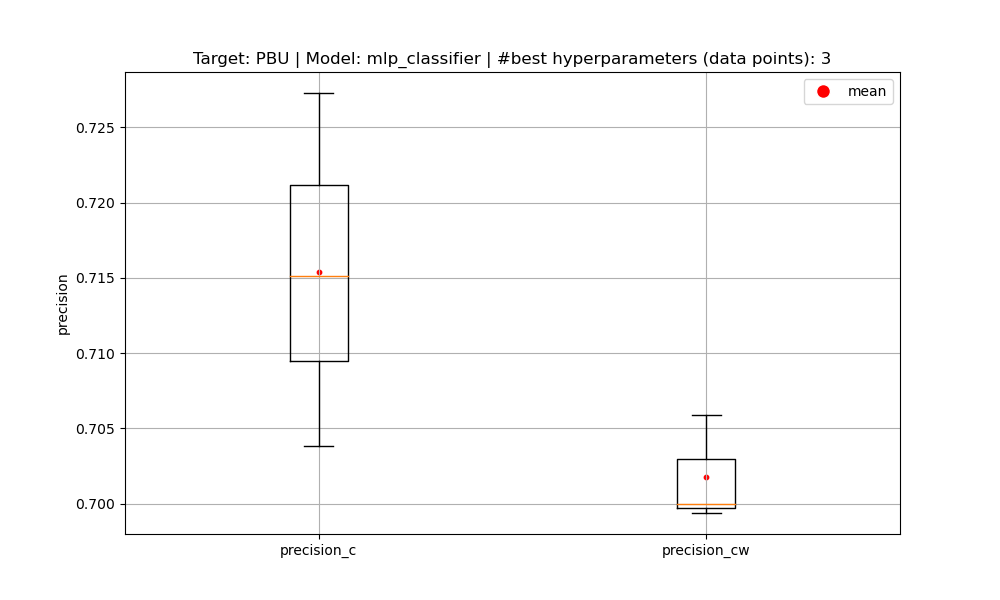 Target: PBU | Model: mlp_classifier | #best hyperparameters (data points): 3
mean
0.725
0.720
0.715
0.710
0.705
0.700
precision
precision_c
precision_cw